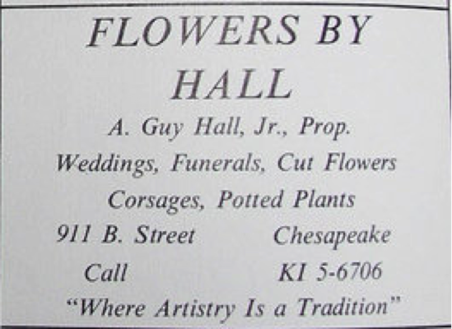 FLOWERS BY
HALL
A. Guy Hall, Jr., Prop.
Weddings, Funerals, Cut Flowers
Corsages, Potted Plants
911 B. Street Chesapeake
Call KI 5-6706
“Where Artistry Is a Tradition”